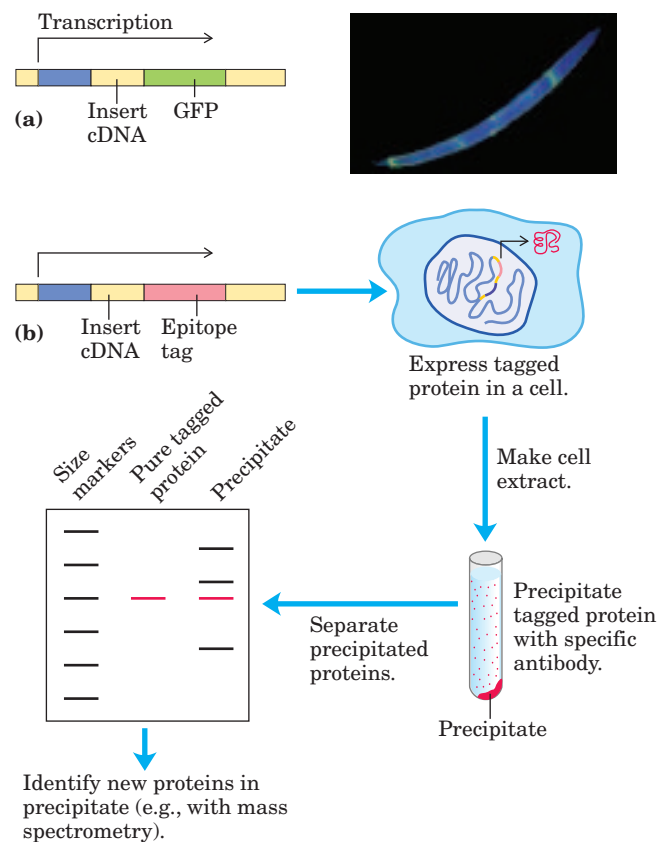 Transcription
Insert
cDNA
GFP
(a)
(b)
Insert
cDNA
Epitope
tag
Express tagged
protein in a cell.
Make cell
extract.
Precipitate
tagged protein
with specific
antibody.
Precipitate
Separate
precipitated
proteins.
Size
markers
Pure tagged
protein
Precipitate
Identify new proteins in
precipitate (e.g., with mass
spectrometry).